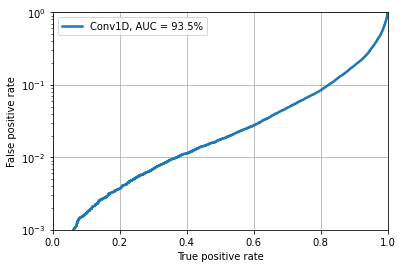 Conv1D, AUC = 93.5%
10⁰
10⁻¹
10⁻²
10⁻³
False positive rate
0.0 0.2 0.4 0.6 0.8 1.0
True positive rate